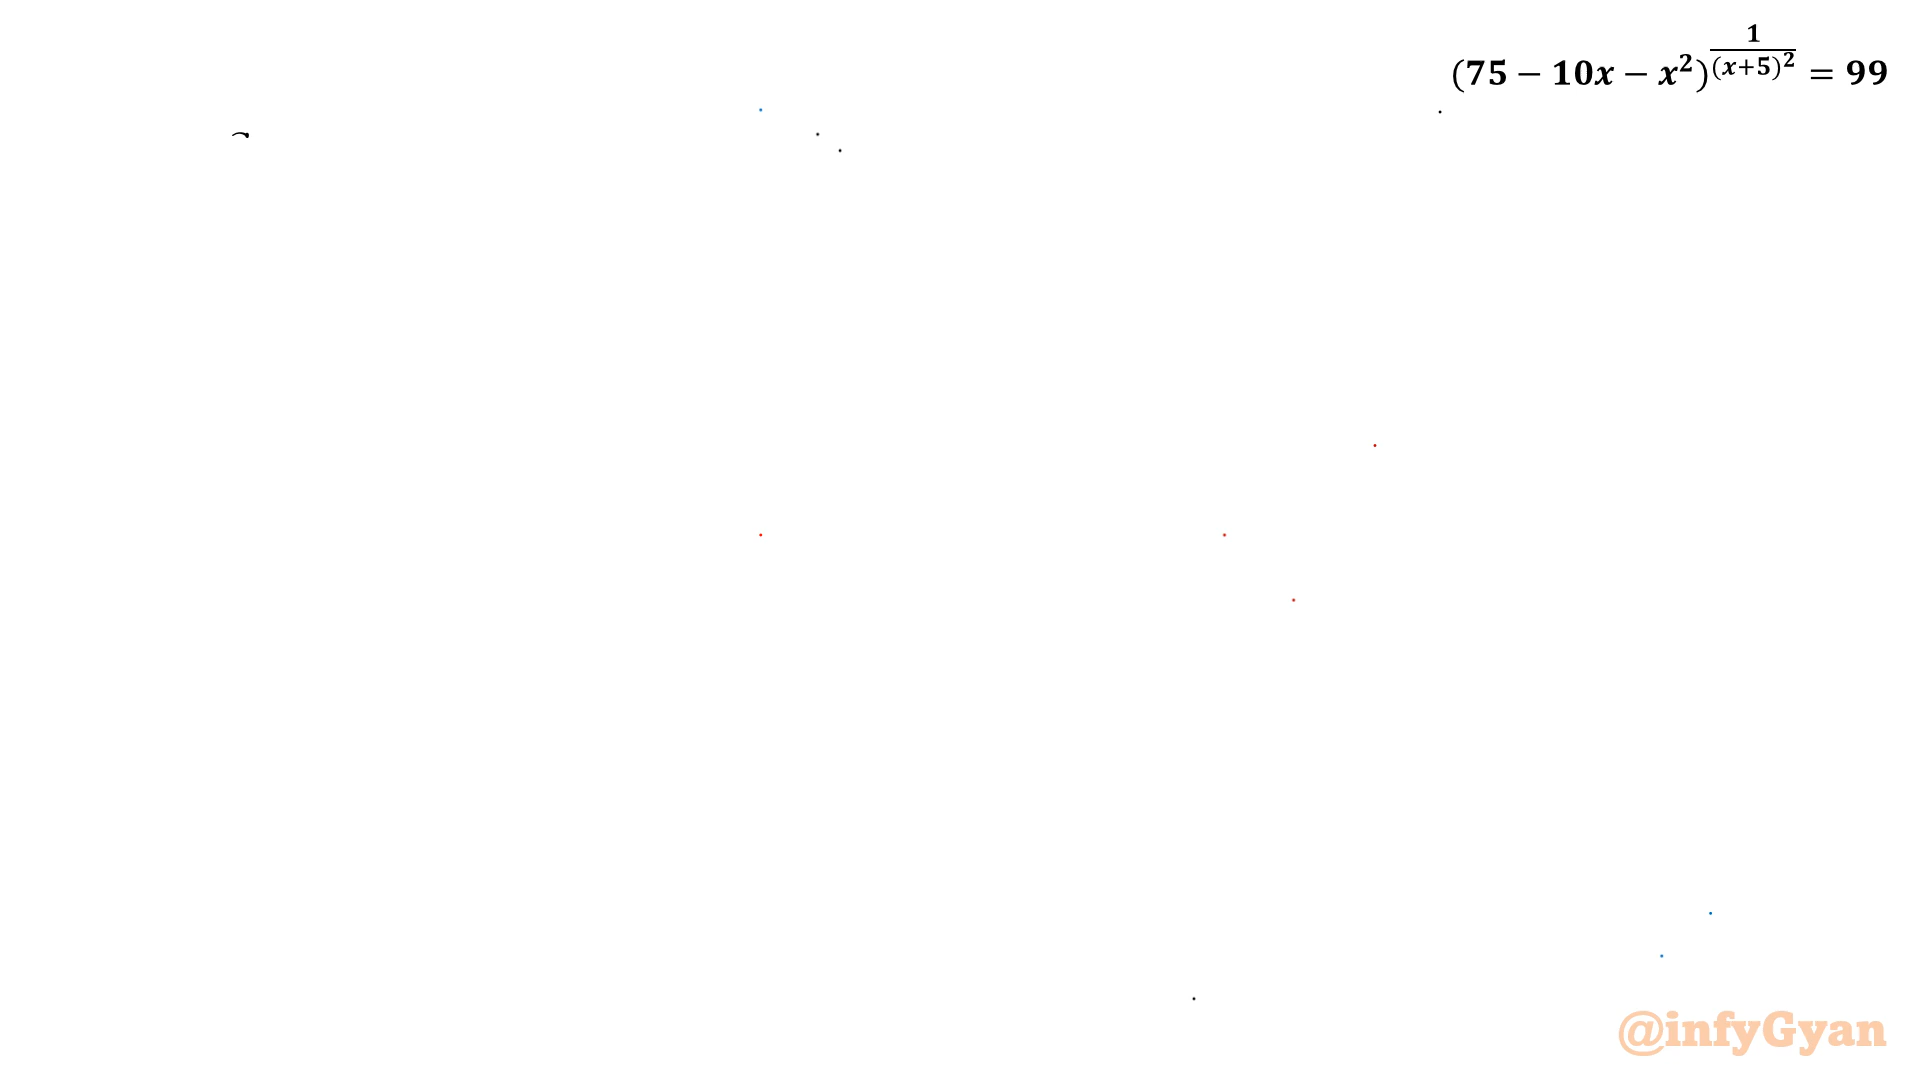 (75 − 10x − x²)^(1/(x+5)²) = 99
@infyGyan